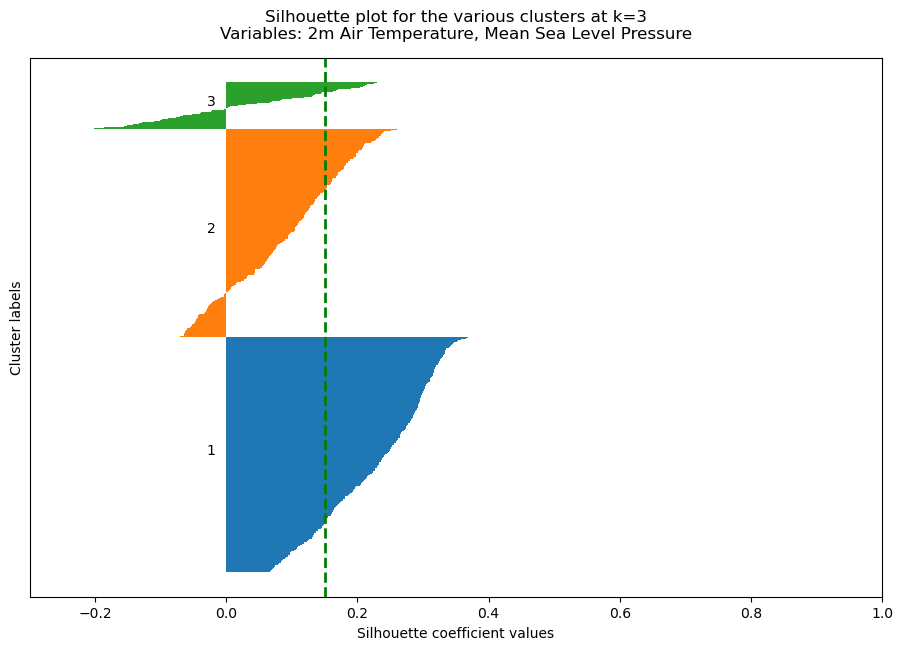 Silhouette plot for the various clusters at k=3
Variables: 2m Air Temperature, Mean Sea Level Pressure
3
2
1
Cluster labels
−0.2 0.0 0.2 0.4 0.6 0.8 1.0
Silhouette coefficient values